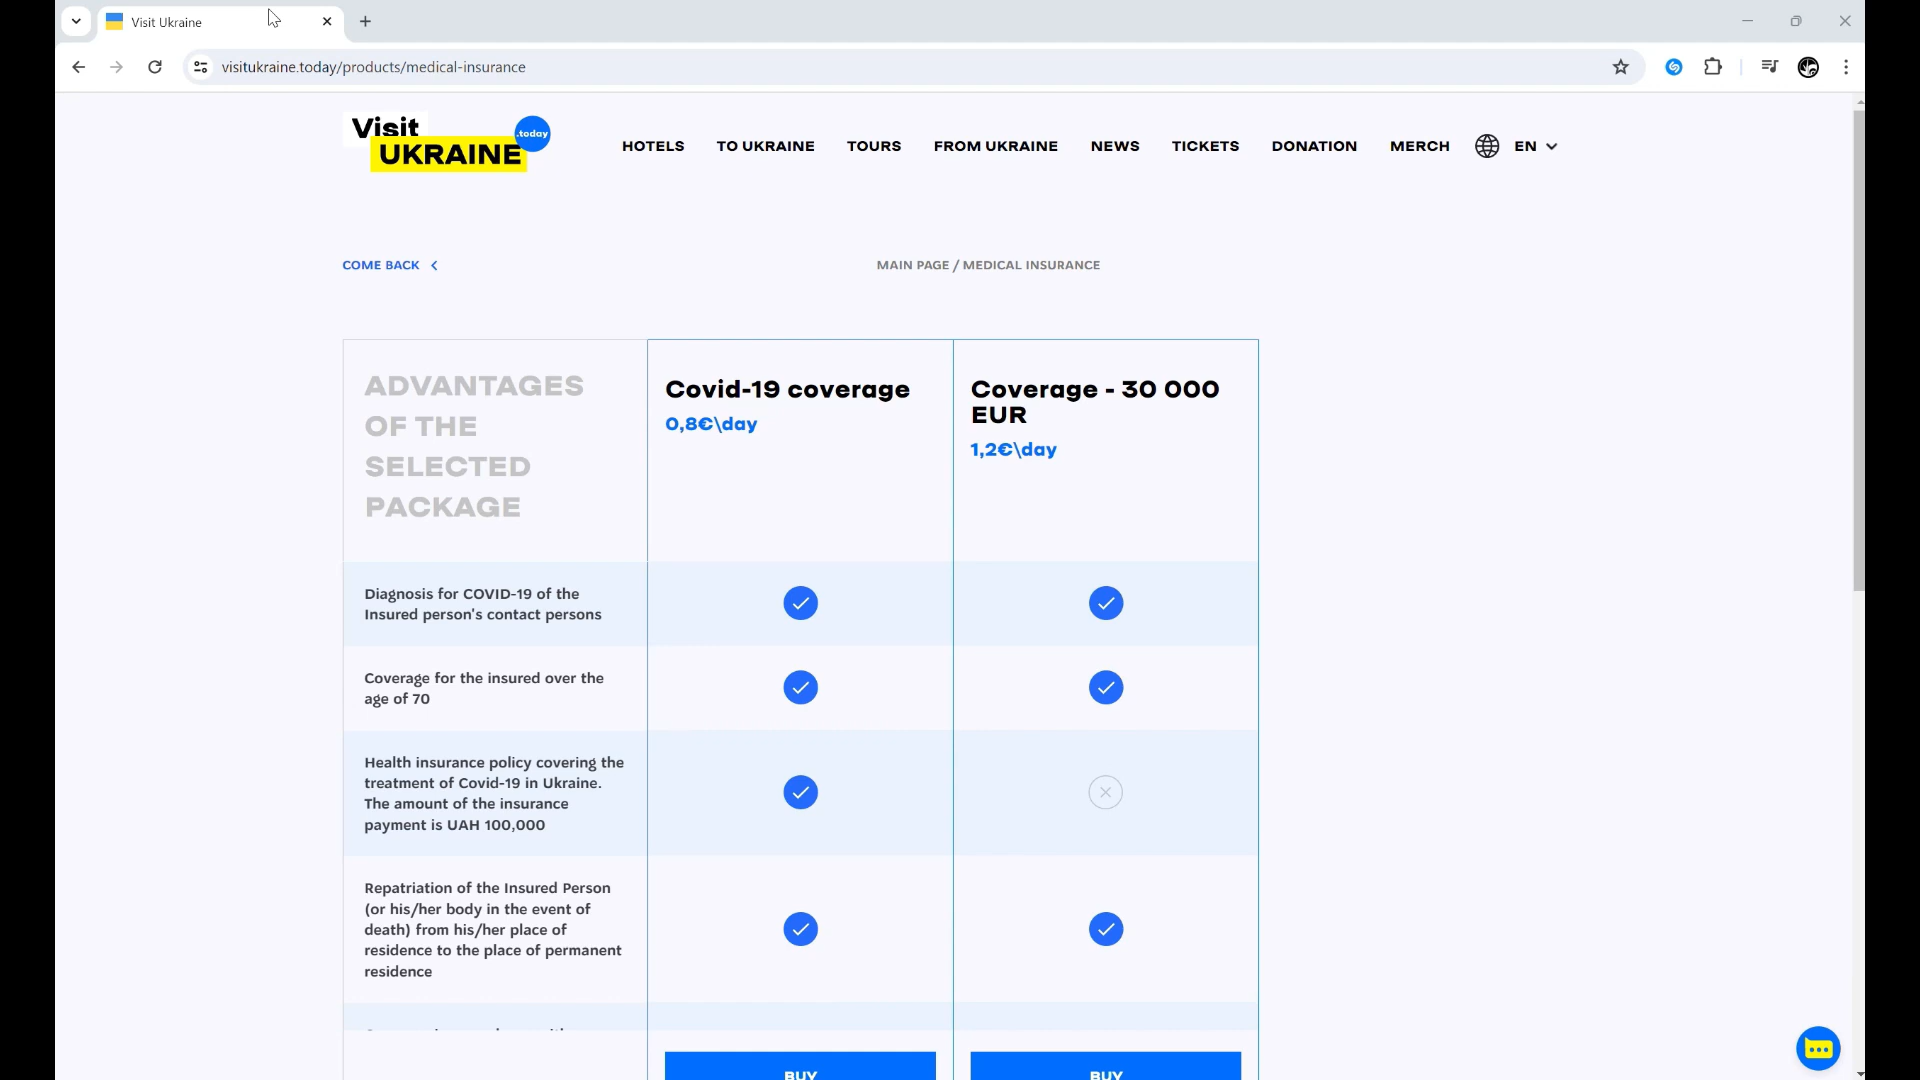 Visit Ukraine
visitukraine.today/products/medical-insurance
Visit
UKRAINE
.today
HOTELS
TO UKRAINE
TOURS
FROM UKRAINE
NEWS
TICKETS
DONATION
MERCH
EN
COME BACK
MAIN PAGE / MEDICAL INSURANCE
ADVANTAGES
OF THE
SELECTED
PACKAGE
Covid-19 coverage
0,8€\day
Coverage - 30 000
EUR
1,2€\day
Diagnosis for COVID-19 of the
Insured person's contact persons
Coverage for the insured over the
age of 70
Health insurance policy covering the
treatment of Covid-19 in Ukraine.
The amount of the insurance
payment is UAH 100,000
Repatriation of the Insured Person
(or his/her body in the event of
death) from his/her place of
residence to the place of permanent
residence
BUY
BUY